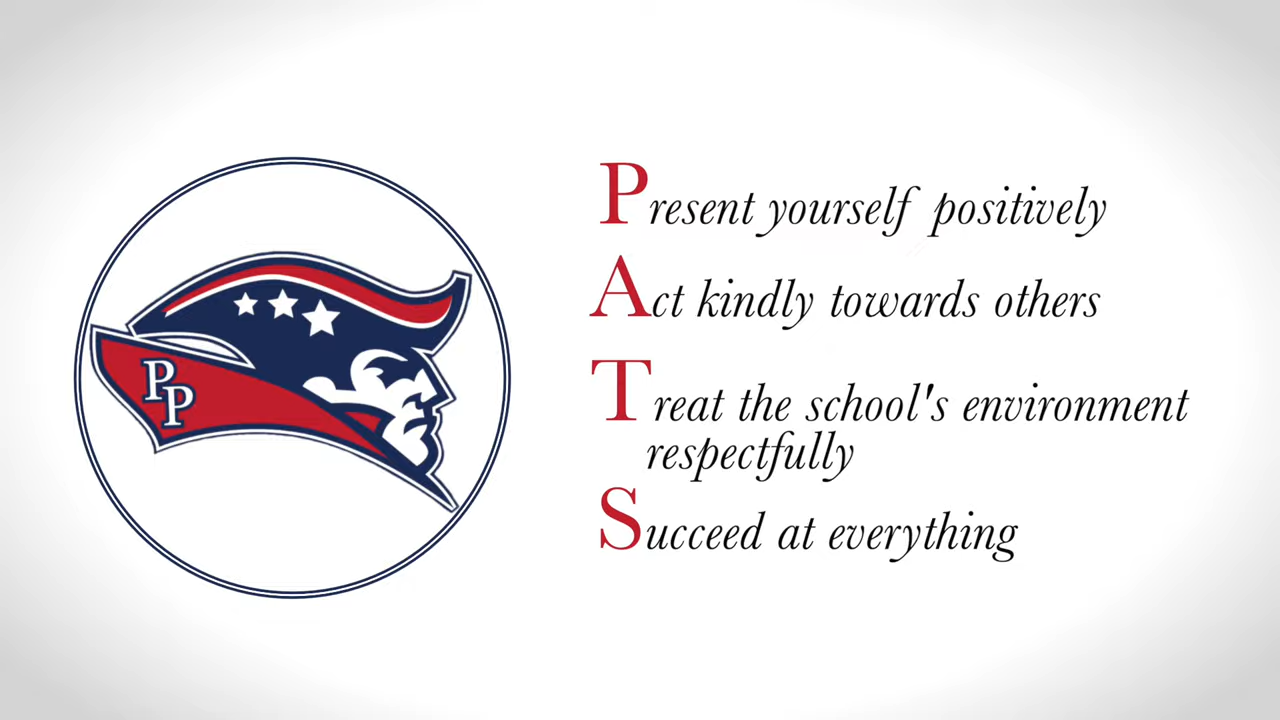 PP
Present yourself positively
Act kindly towards others
Treat the school's environment
respectfully
Succeed at everything